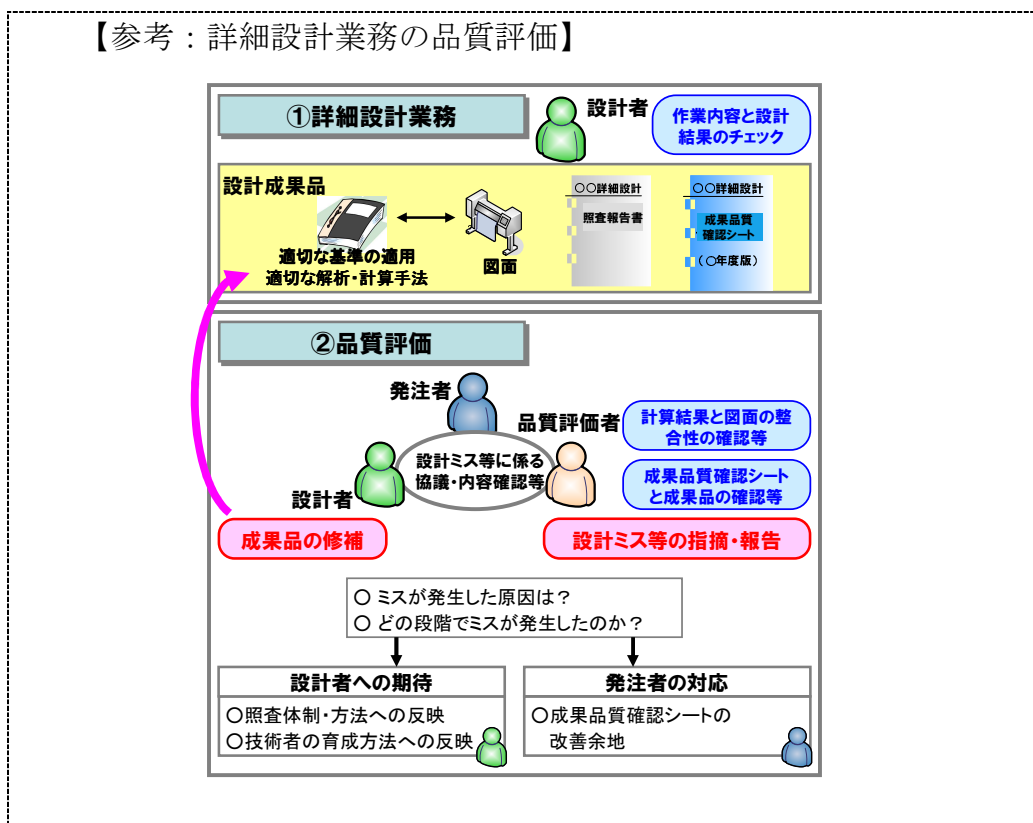 【参考：詳細設計業務の品質評価】
①詳細設計業務
設計者
作業内容と設計
結果のチェック
設計成果品
適切な基準の適用
適切な解析・計算手法
図面
〇〇詳細設計
照査報告書
〇〇詳細設計
成果品質
確認シート
（〇年度版）
②品質評価
発注者
品質評価者
設計者
設計ミス等に係る
協議・内容確認等
計算結果と図面の整
合性の確認等
成果品質確認シート
と成果品の確認等
成果品の修補
設計ミス等の指摘・報告
〇 ミスが発生した原因は？
〇 どの段階でミスが発生したのか？
設計者への期待
〇照査体制・方法への反映
〇技術者の育成方法への反映
発注者の対応
〇成果品質確認シートの
改善余地